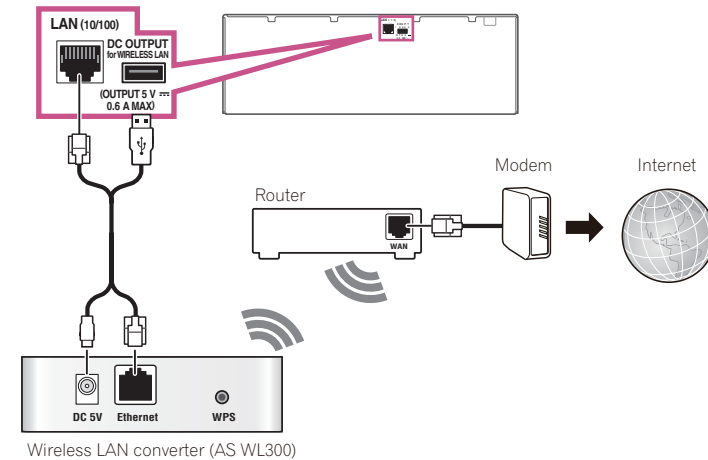 LAN (10/100)
DC OUTPUT
for WIRELESS LAN
(OUTPUT 5 V ⎓
0.6 A MAX)
Modem
Internet
Router
WAN
DC 5V
Ethernet
WPS
Wireless LAN converter (AS WL300)